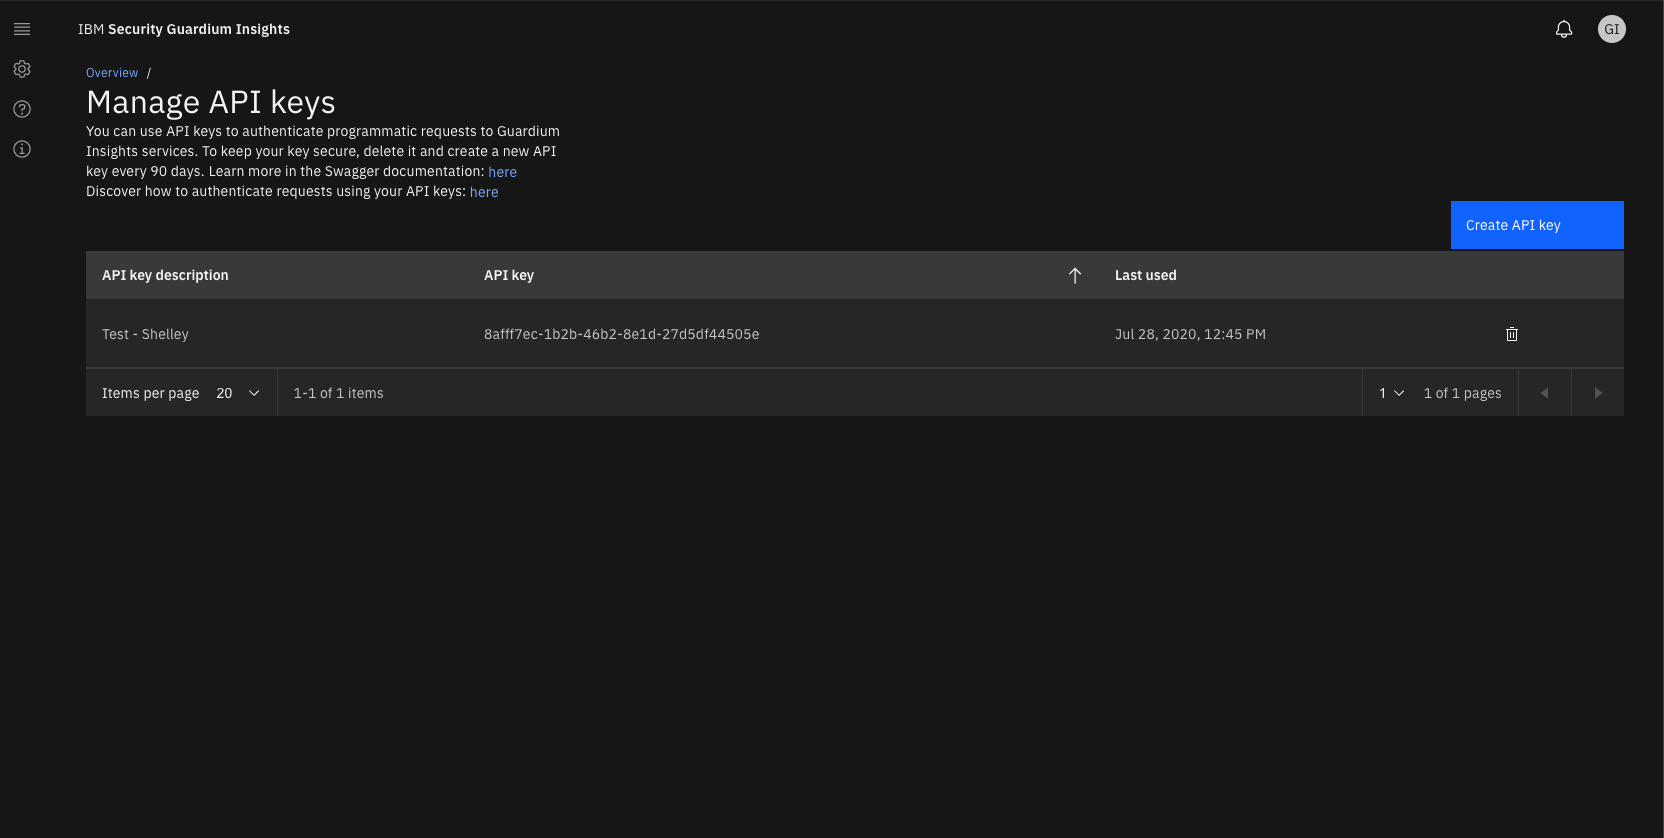 IBM Security Guardium Insights
GI
Overview /
Manage API keys
You can use API keys to authenticate programmatic requests to Guardium
Insights services. To keep your key secure, delete it and create a new API
key every 90 days. Learn more in the Swagger documentation: here
Discover how to authenticate requests using your API keys: here
Create API key
API key description API key Last used
Test - Shelley 8afff7ec-1b2b-46b2-8e1d-27d5df44505e Jul 28, 2020, 12:45 PM
Items per page 20 1-1 of 1 items 1 1 of 1 pages